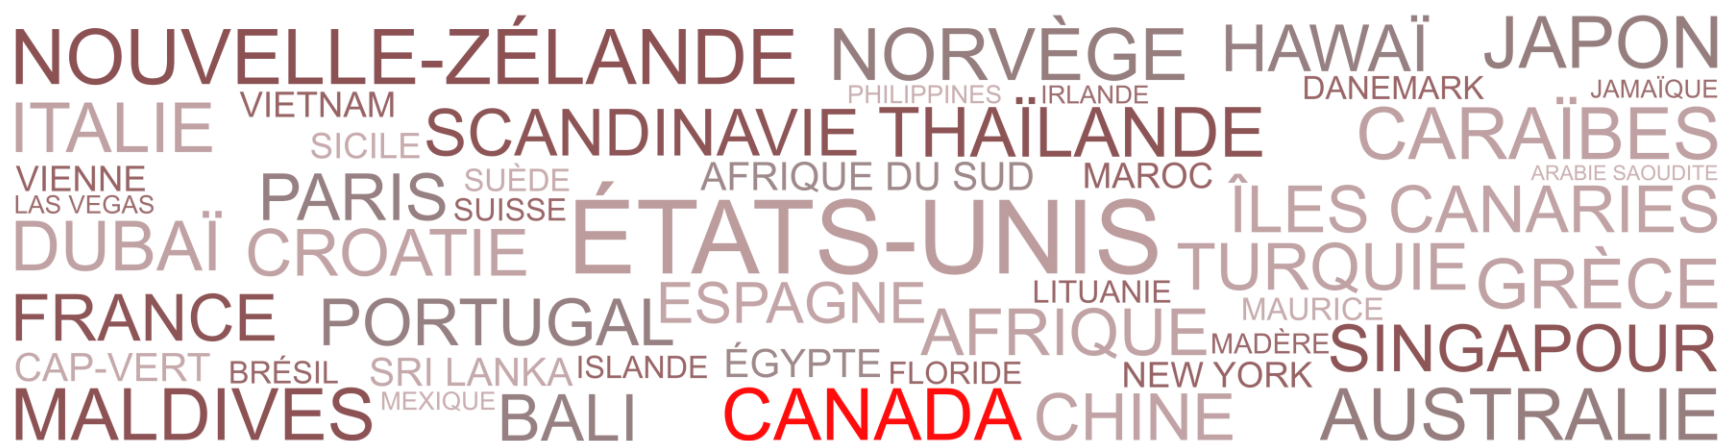 NOUVELLE-ZÉLANDE NORVÈGE HAWAÏ JAPON
PHILIPPINES IRLANDE DANEMARK JAMAÏQUE
ITALIE VIETNAM SICILE SCANDINAVIE THAÏLANDE CARAÏBES
VIENNE PARIS SUÈDE AFRIQUE DU SUD MAROC ARABIE SAOUDITE
LAS VEGAS SUISSE ÉTATS-UNIS ÎLES CANARIES
DUBAÏ CROATIE TURQUIE GRÈCE
FRANCE PORTUGAL ESPAGNE LITUANIE MAURICE
AFRIQUE MADÈRE SINGAPOUR
CAP-VERT BRÉSIL SRI LANKA ISLANDE ÉGYPTE FLORIDE NEW YORK
MALDIVES MEXIQUE BALI CANADA CHINE AUSTRALIE